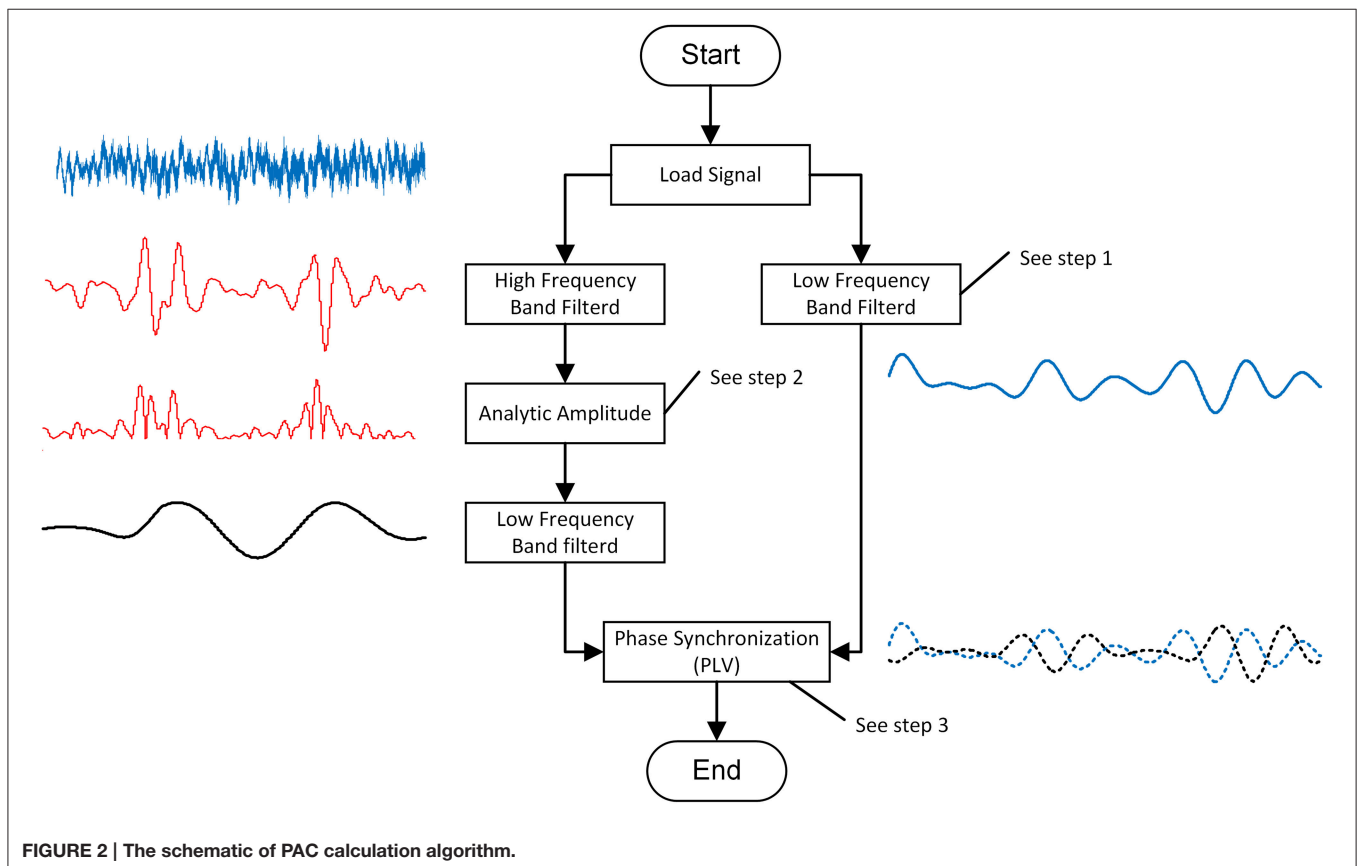 Start
Load Signal
High Frequency
Band Filterd
Low Frequency
Band Filterd
See step 1
Analytic Amplitude
See step 2
Low Frequency
Band filterd
Phase Synchronization
(PLV)
See step 3
End
FIGURE 2 | The schematic of PAC calculation algorithm.